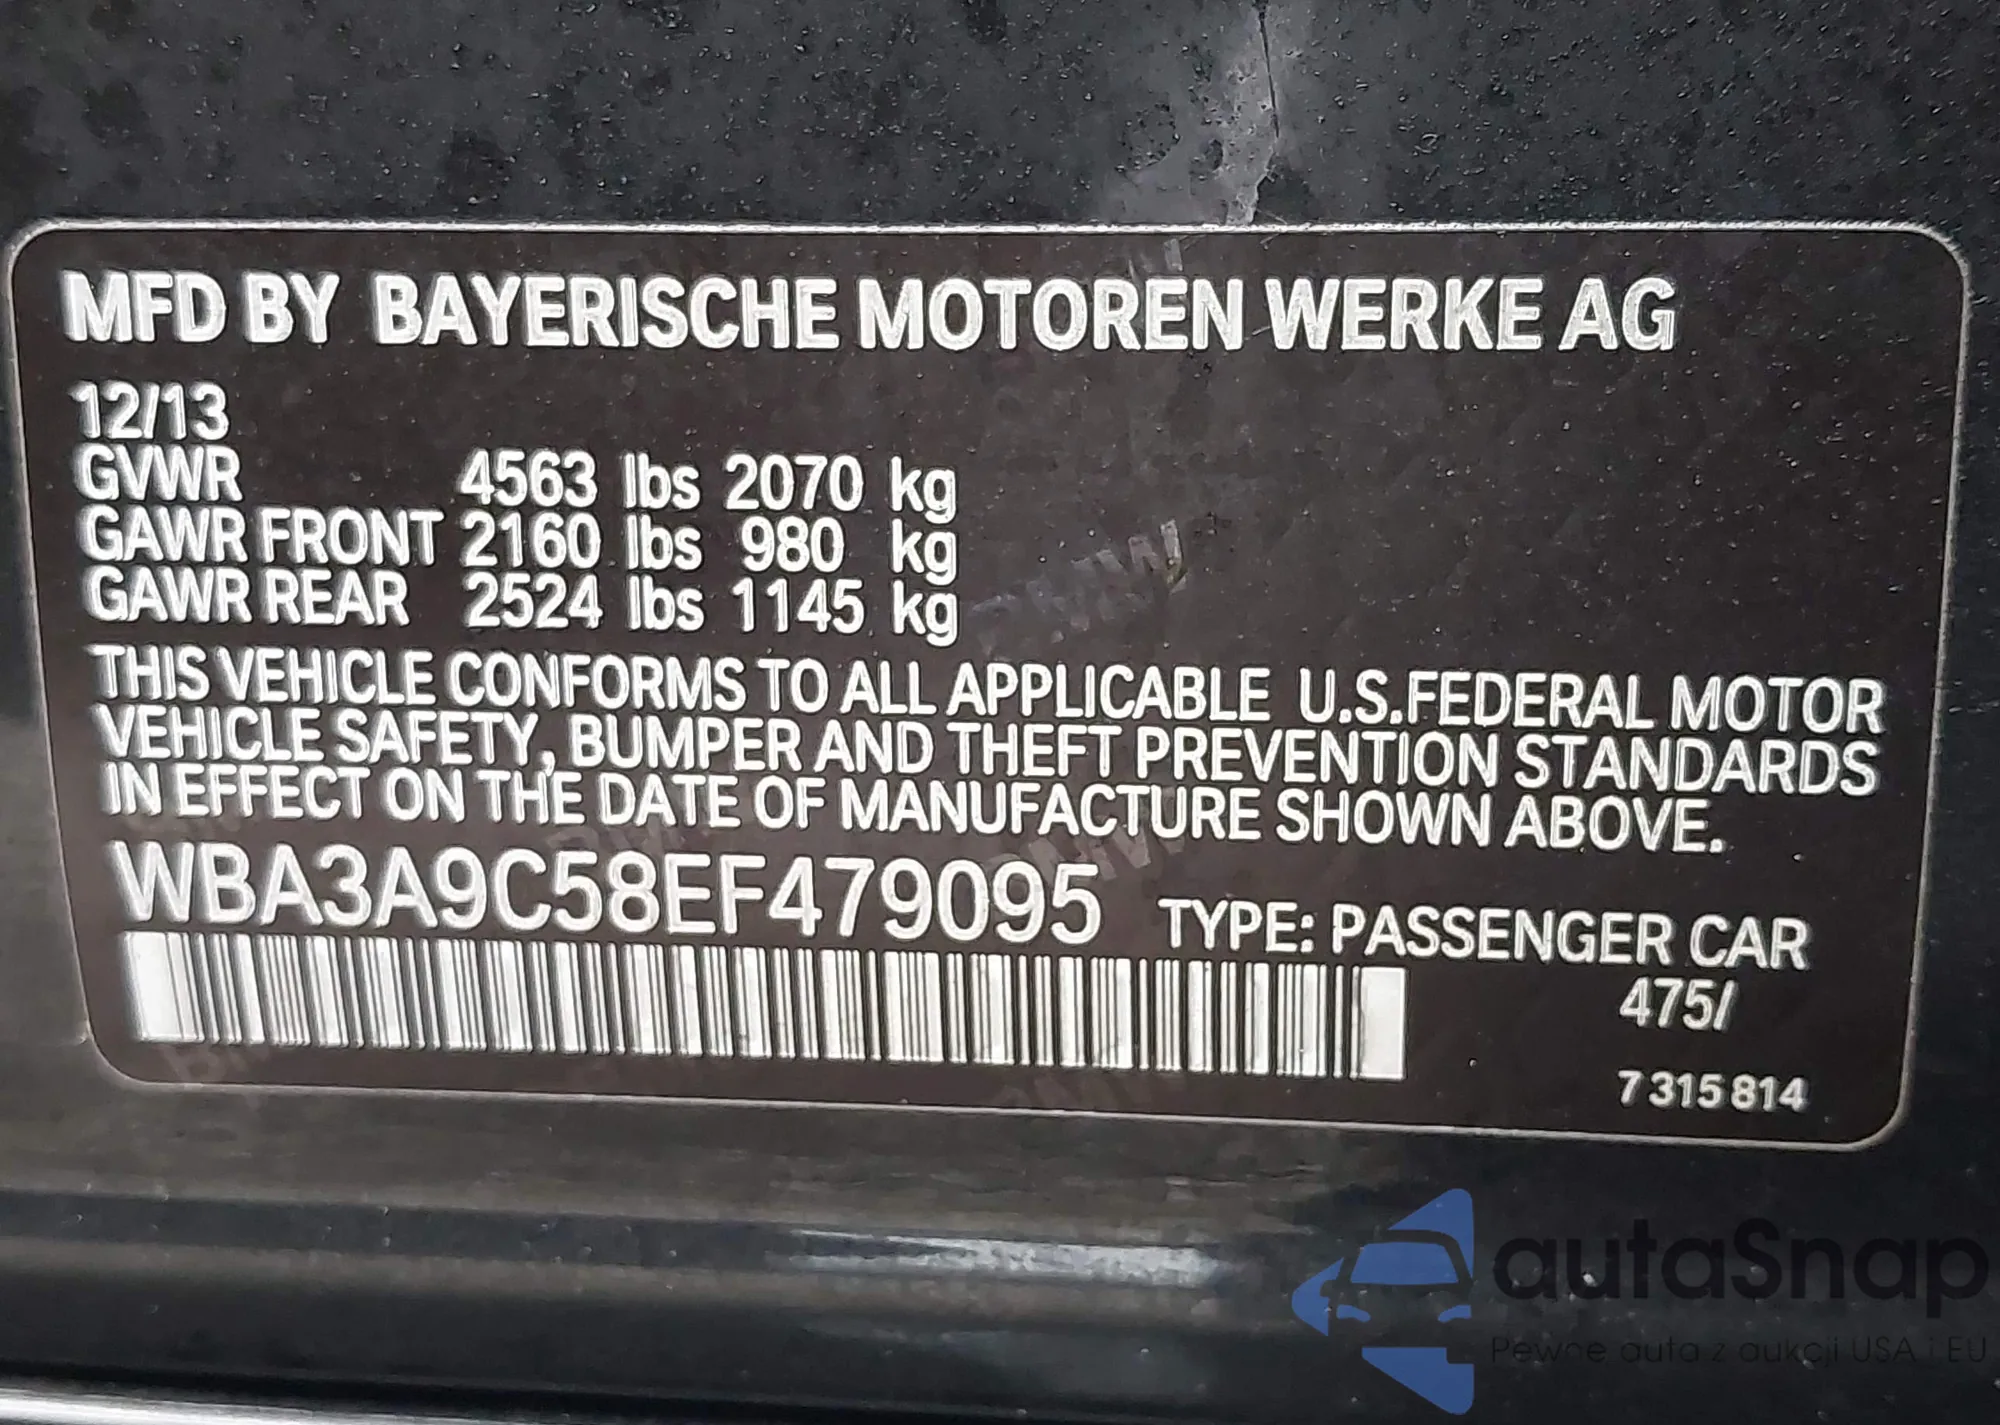 MFD BY BAYERISCHE MOTOREN WERKE AG
12/13
GVWR 4563 lbs 2070 kg
GAWR FRONT 2160 lbs 980 kg
GAWR REAR 2524 lbs 1145 kg
THIS VEHICLE CONFORMS TO ALL APPLICABLE U.S.FEDERAL MOTOR
VEHICLE SAFETY, BUMPER AND THEFT PREVENTION STANDARDS
IN EFFECT ON THE DATE OF MANUFACTURE SHOWN ABOVE.
WBA3A9C58EF479095 TYPE: PASSENGER CAR
475/
7 315 814
autaSnap
Pewne auta z aukcji USA i EU